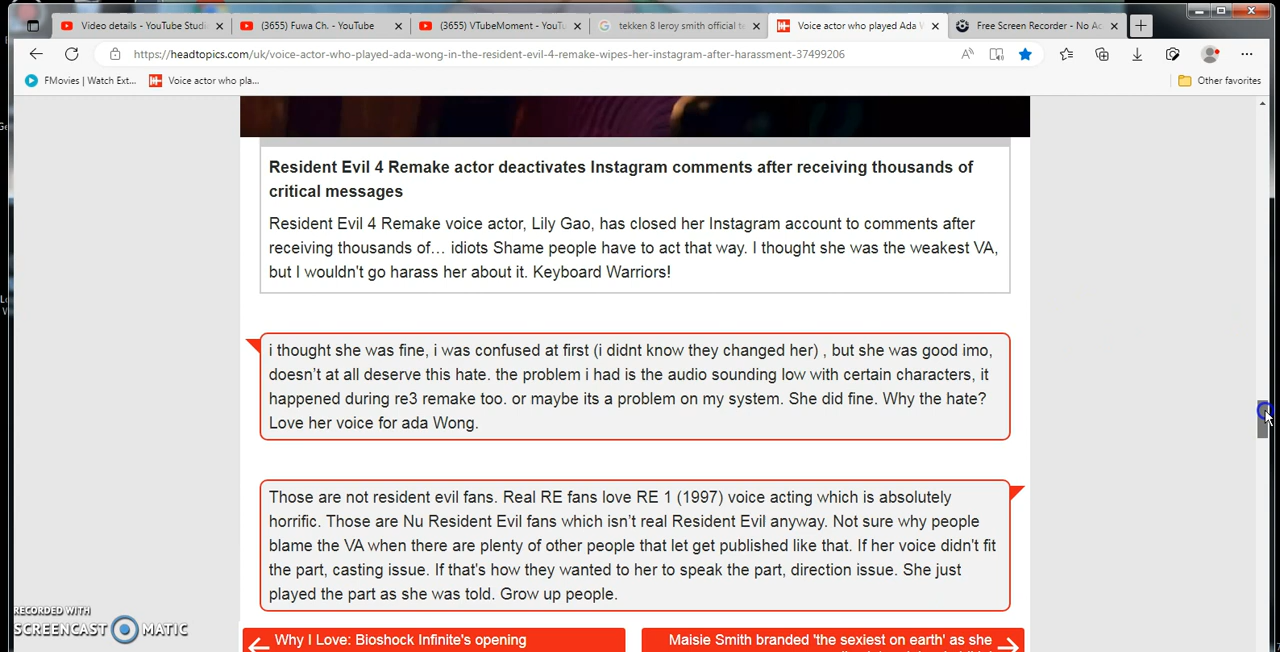 Video details - YouTube Studi
(3655) Fuwa Ch. - YouTube
(3655) VTubeMoment - YouTu
tekken 8 leroy smith official t
Voice actor who played Ada W
Free Screen Recorder - No Ac
https://headtopics.com/uk/voice-actor-who-played-ada-wong-in-the-resident-evil-4-remake-wipes-her-instagram-after-harassment-37499206
FMovies | Watch Ext...
Voice actor who pla...
Other favorites
Resident Evil 4 Remake actor deactivates Instagram comments after receiving thousands of
critical messages
Resident Evil 4 Remake voice actor, Lily Gao, has closed her Instagram account to comments after
receiving thousands of… idiots Shame people have to act that way. I thought she was the weakest VA,
but I wouldn't go harass her about it. Keyboard Warriors!
i thought she was fine, i was confused at first (i didnt know they changed her) , but she was good imo,
doesn't at all deserve this hate. the problem i had is the audio sounding low with certain characters, it
happened during re3 remake too. or maybe its a problem on my system. She did fine. Why the hate?
Love her voice for ada Wong.
Those are not resident evil fans. Real RE fans love RE 1 (1997) voice acting which is absolutely
horrific. Those are Nu Resident Evil fans which isn't real Resident Evil anyway. Not sure why people
blame the VA when there are plenty of other people that let get published like that. If her voice didn't fit
the part, casting issue. If that's how they wanted to her to speak the part, direction issue. She just
played the part as she was told. Grow up people.
RECORDED WITH
SCREENCAST MATIC
Why I Love: Bioshock Infinite's opening
Maisie Smith branded 'the sexiest on earth' as she